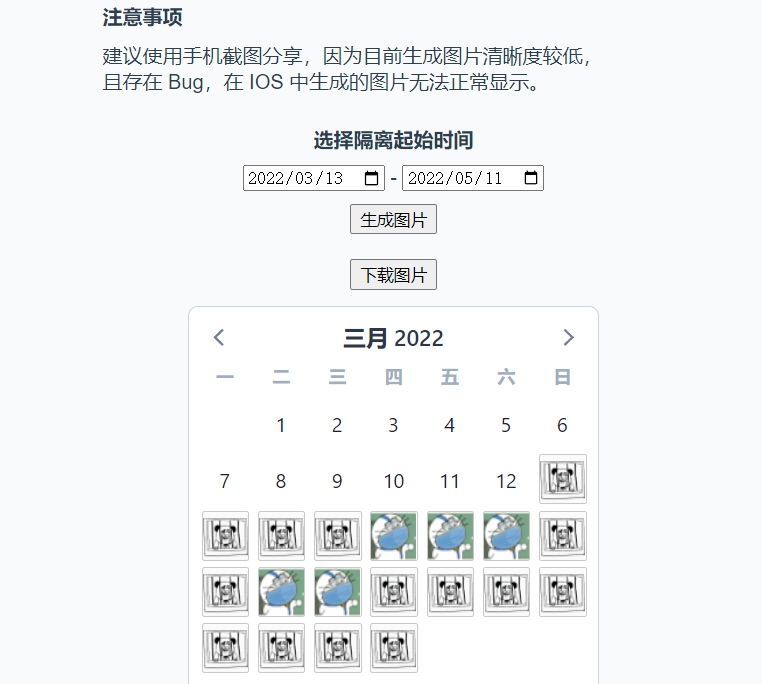 注意事项
建议使用手机截图分享，因为目前生成图片清晰度较低，
且存在 Bug，在 IOS 中生成的图片无法正常显示。
选择隔离起始时间
2022/03/13 - 2022/05/11
生成图片
下载图片
三月 2022
一 二 三 四 五 六 日
1 2 3 4 5 6
7 8 9 10 11 12